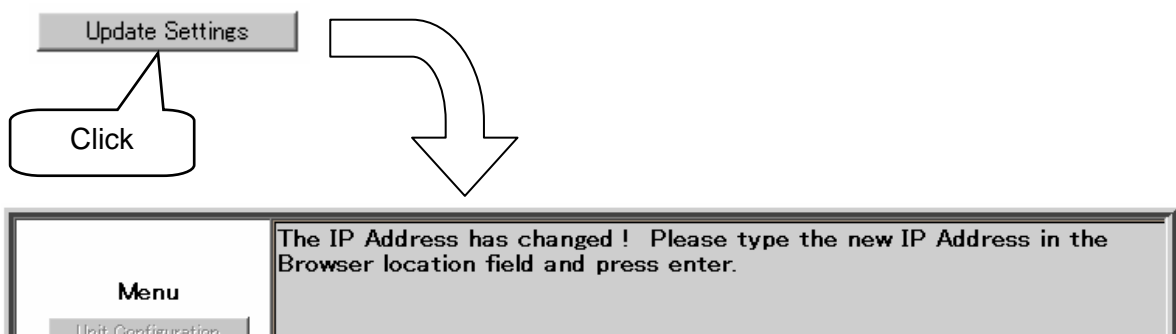 Update Settings
Click
The IP Address has changed ! Please type the new IP Address in the
Browser location field and press enter.
Menu
Unit Configuration